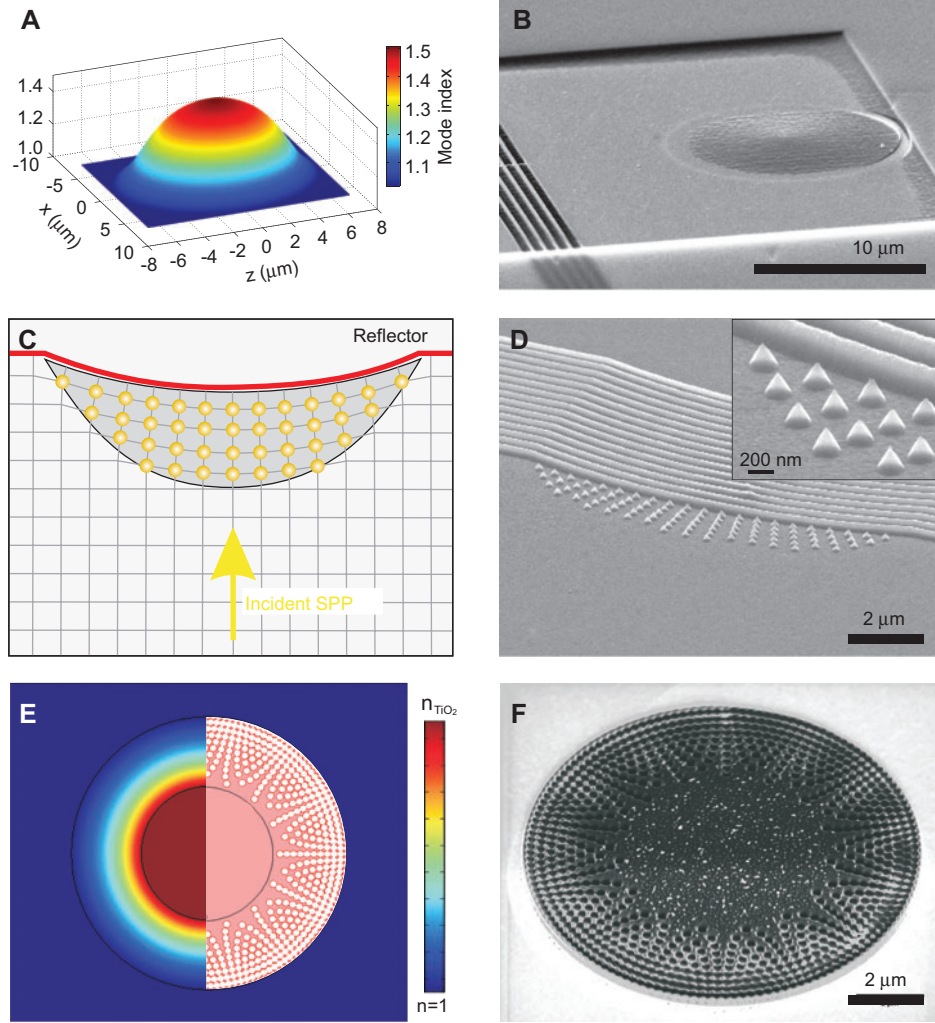 A
1.4
1.2
1.0
-10
-5
0
5
10
x (μm)
-8
-6
-4
-2
0
2
4
6
8
z (μm)
1.5
1.4
1.3
1.2
1.1
Mode index
B
10 μm
C
Reflector
Incident SPP
D
200 nm
2 μm
E
nTiO2
n=1
F
2 μm